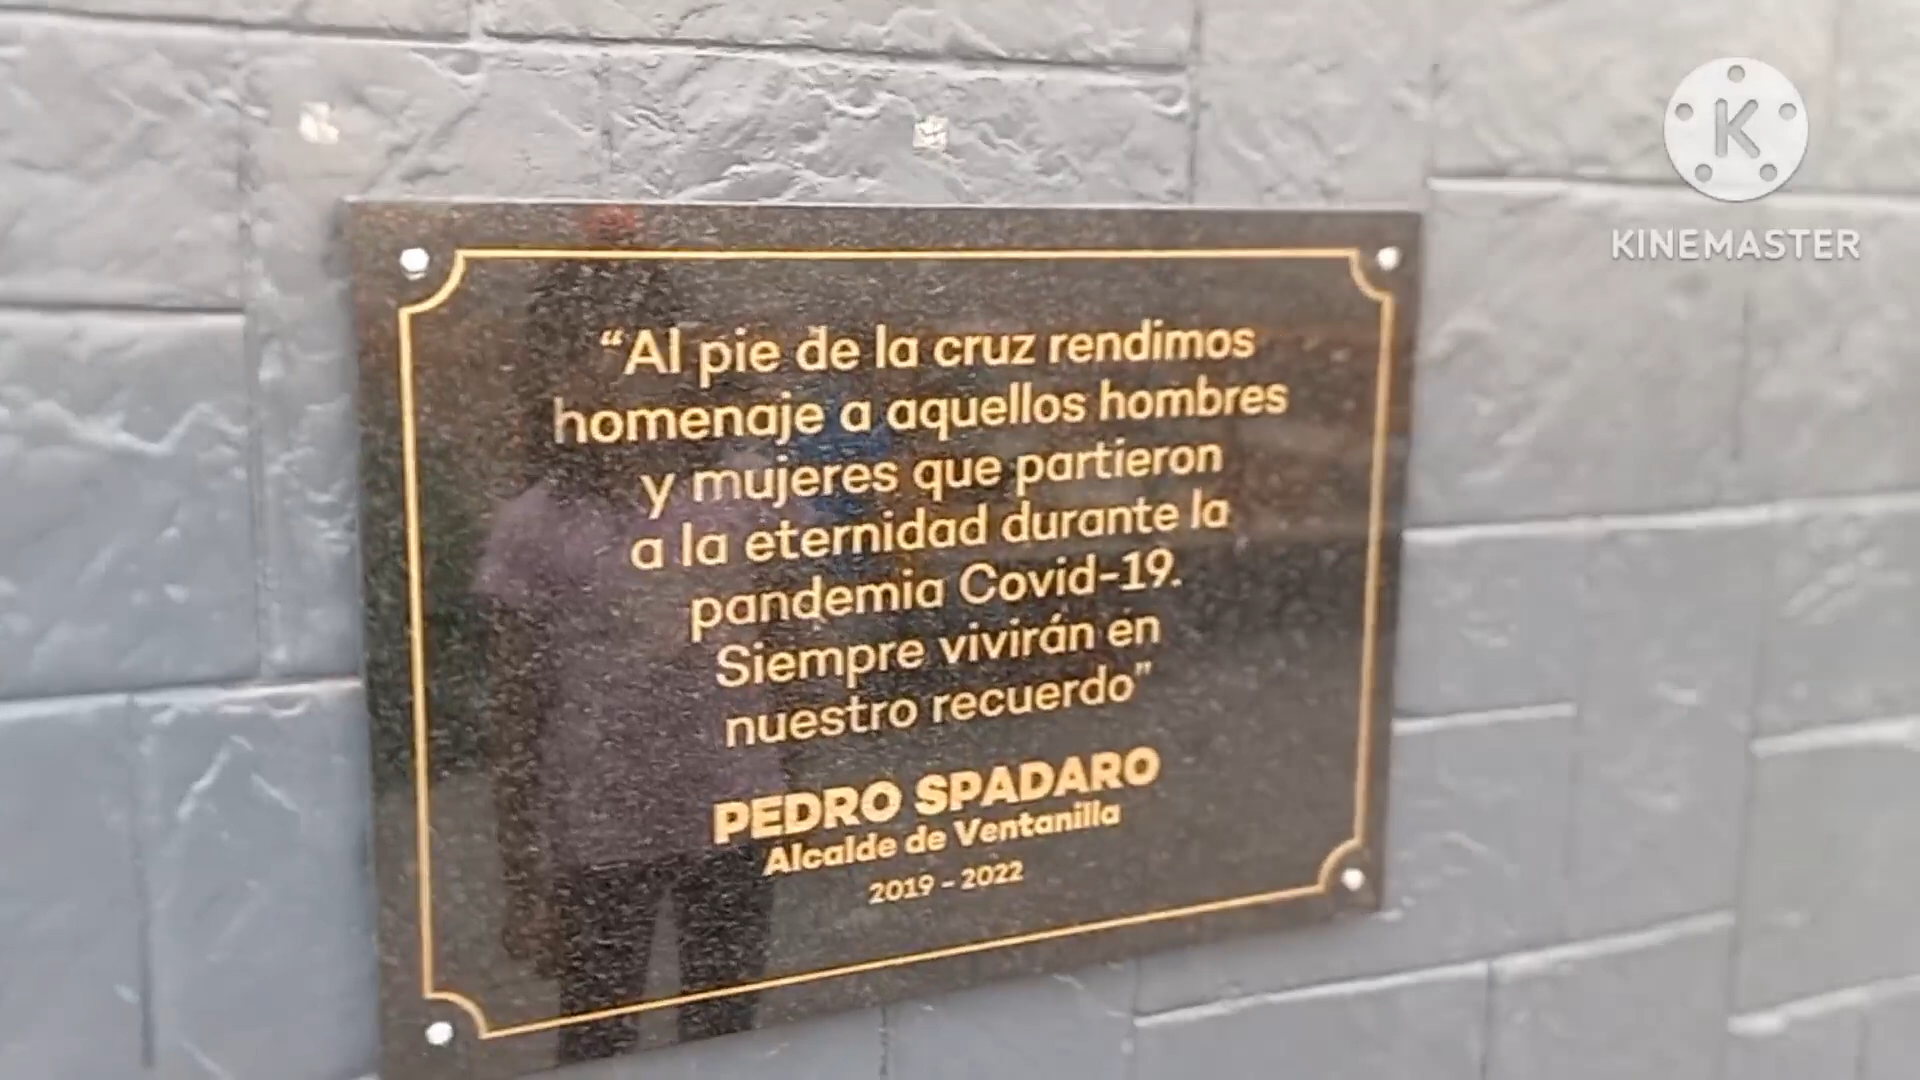 “Al pie de la cruz rendimos
homenaje a aquellos hombres
y mujeres que partieron
a la eternidad durante la
pandemia Covid-19.
Siempre vivirán en
nuestro recuerdo”
PEDRO SPADARO
Alcalde de Ventanilla
2019 - 2022
K
KINEMASTER